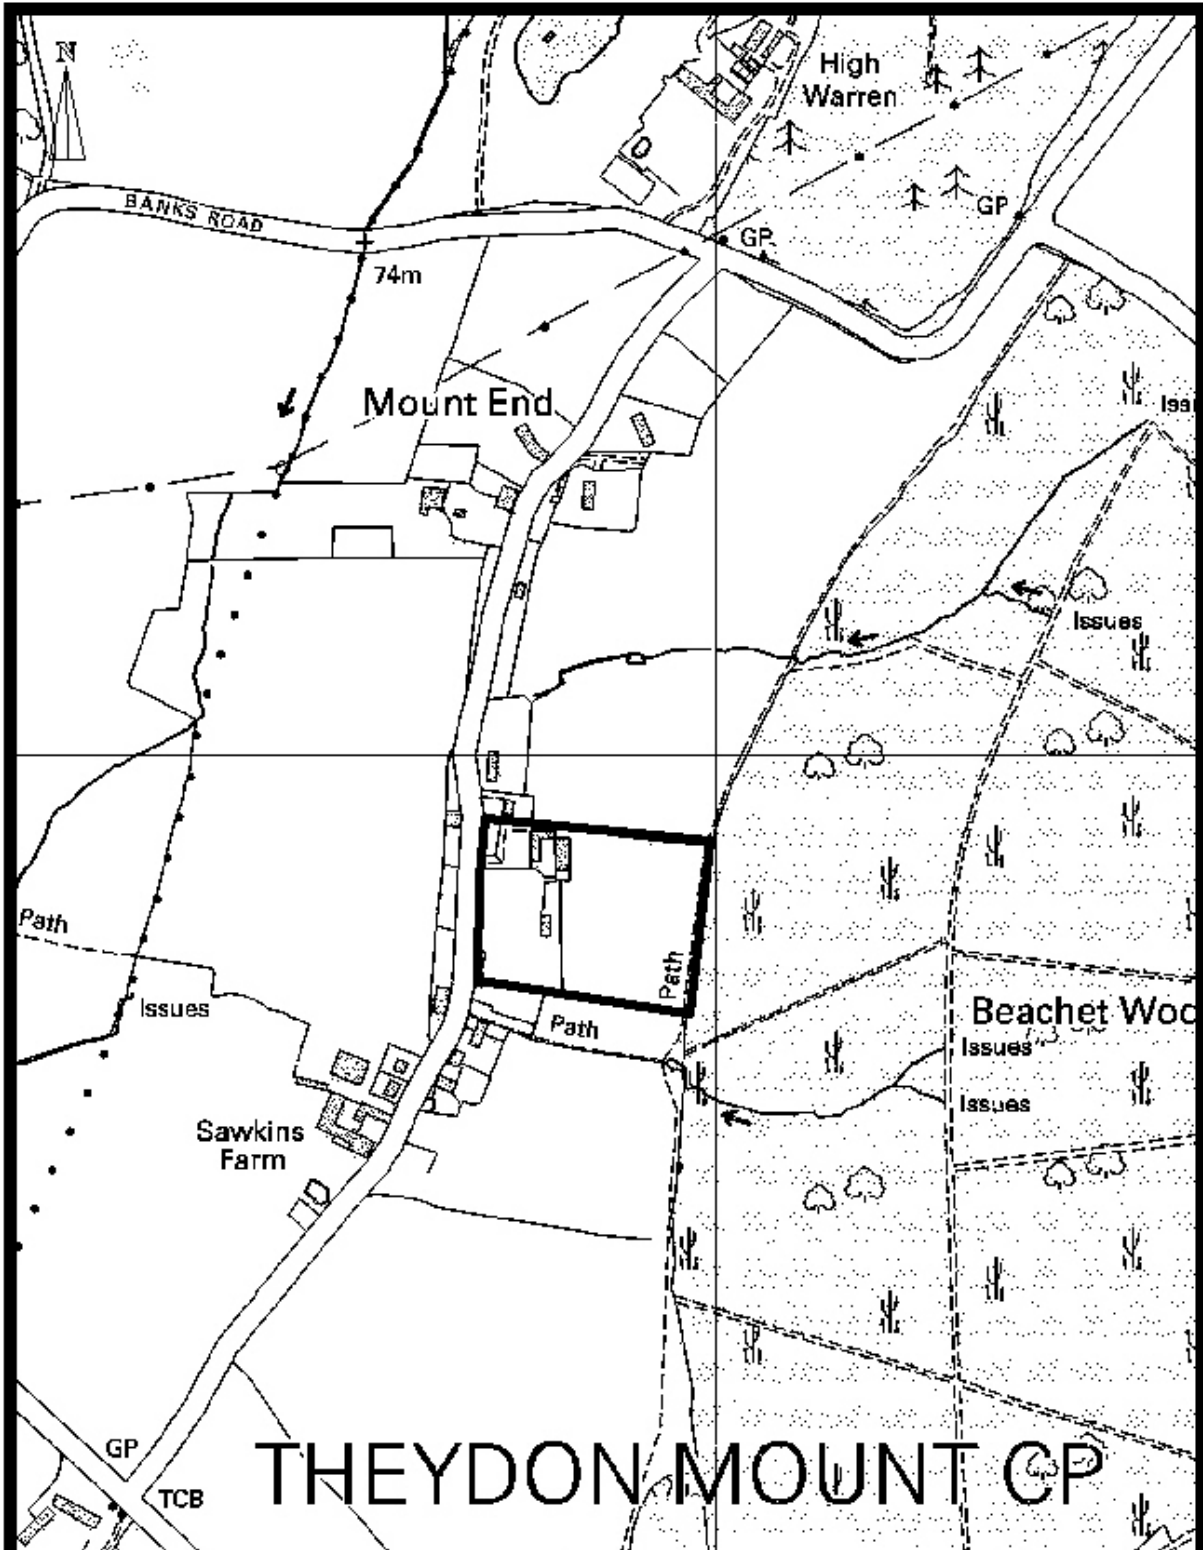 N
High
Warren
BANKS ROAD
GP
GP
74m
Mount End
Iss
Issues
Path
Path
Issues
Path
Beachet Woo
Issues
Issues
Sawkins
Farm
GP
TCB
THEYDON MOUNT CP